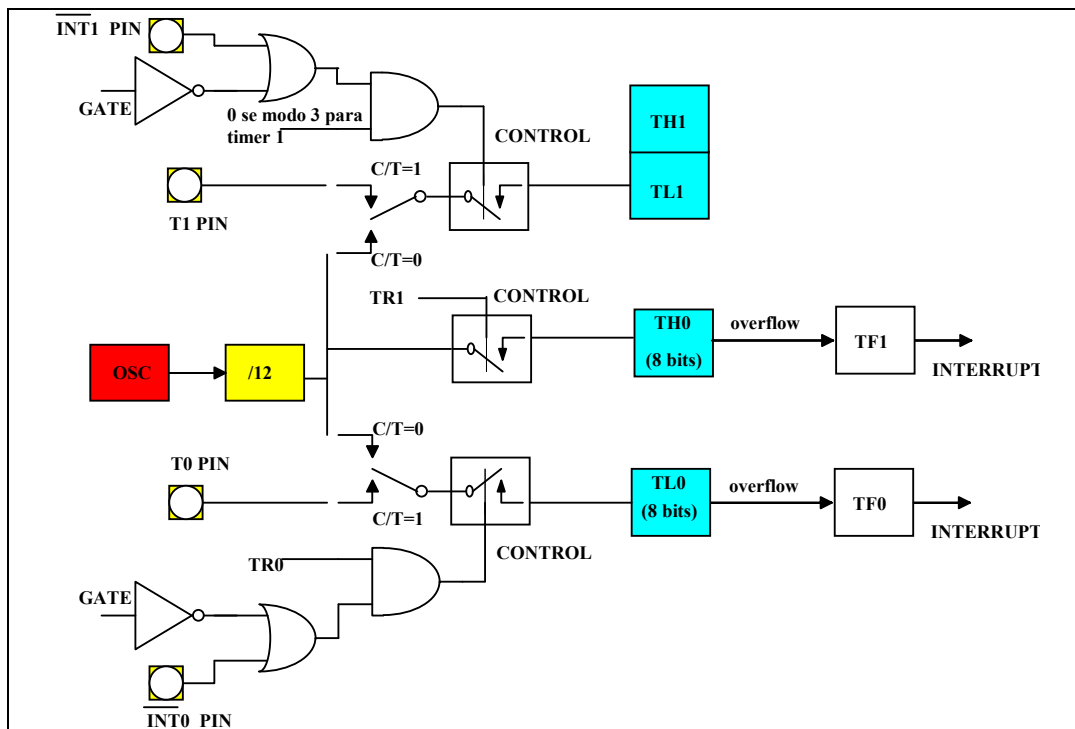 INT1 PIN
GATE
0 se modo 3 para
timer 1
CONTROL
TH1
TL1
C/T=1
T1 PIN
C/T=0
TR1
CONTROL
TH0
(8 bits)
overflow
TF1
INTERRUPT
OSC
/12
C/T=0
T0 PIN
C/T=1
TL0
(8 bits)
overflow
TF0
INTERRUPT
CONTROL
TR0
GATE
INT0 PIN